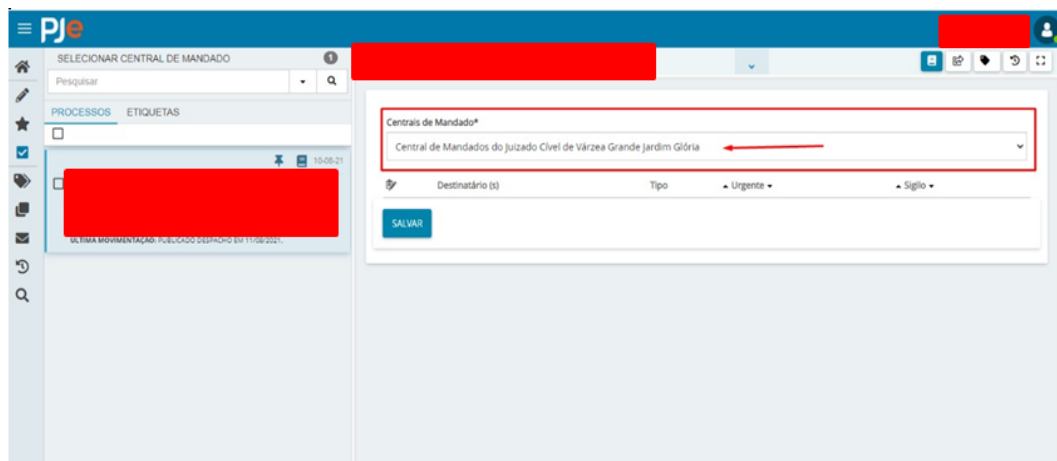 PJe
SELECIONAR CENTRAL DE MANDADO 1
Pesquisar
PROCESSOS ETIQUETAS
10-08-21
ÚLTIMA MOVIMENTAÇÃO: PUBLICADO DESPACHO EM 11/08/2021.
Centrais de Mandado*
Central de Mandados do Juizado Cível de Várzea Grande Jardim Glória
Destinatário (s) Tipo Urgente Sigilo
SALVAR